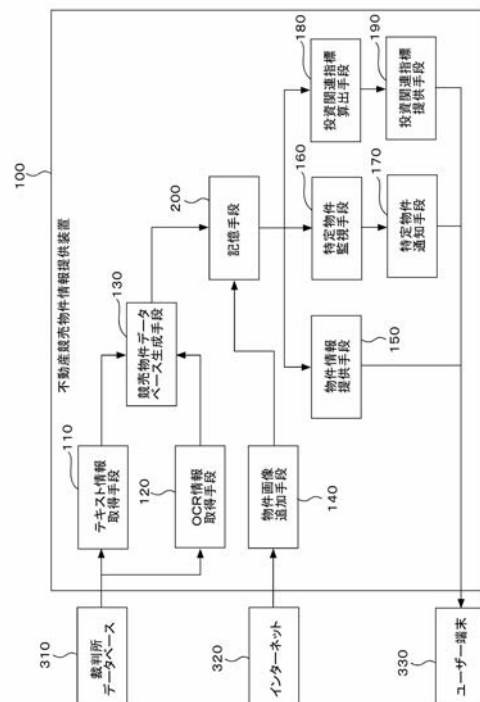 100
不動産競売物件情報提供装置
310
裁判所
データベース
110
テキスト情報
取得手段
120
OCR情報
取得手段
130
競売物件データ
ベース生成手段
200
記憶手段
320
インターネット
140
物件画像
追加手段
150
物件情報
提供手段
160
特定物件
監視手段
170
特定物件
通知手段
180
投資関連指標
算出手段
190
投資関連指標
提供手段
330
ユーザー端末